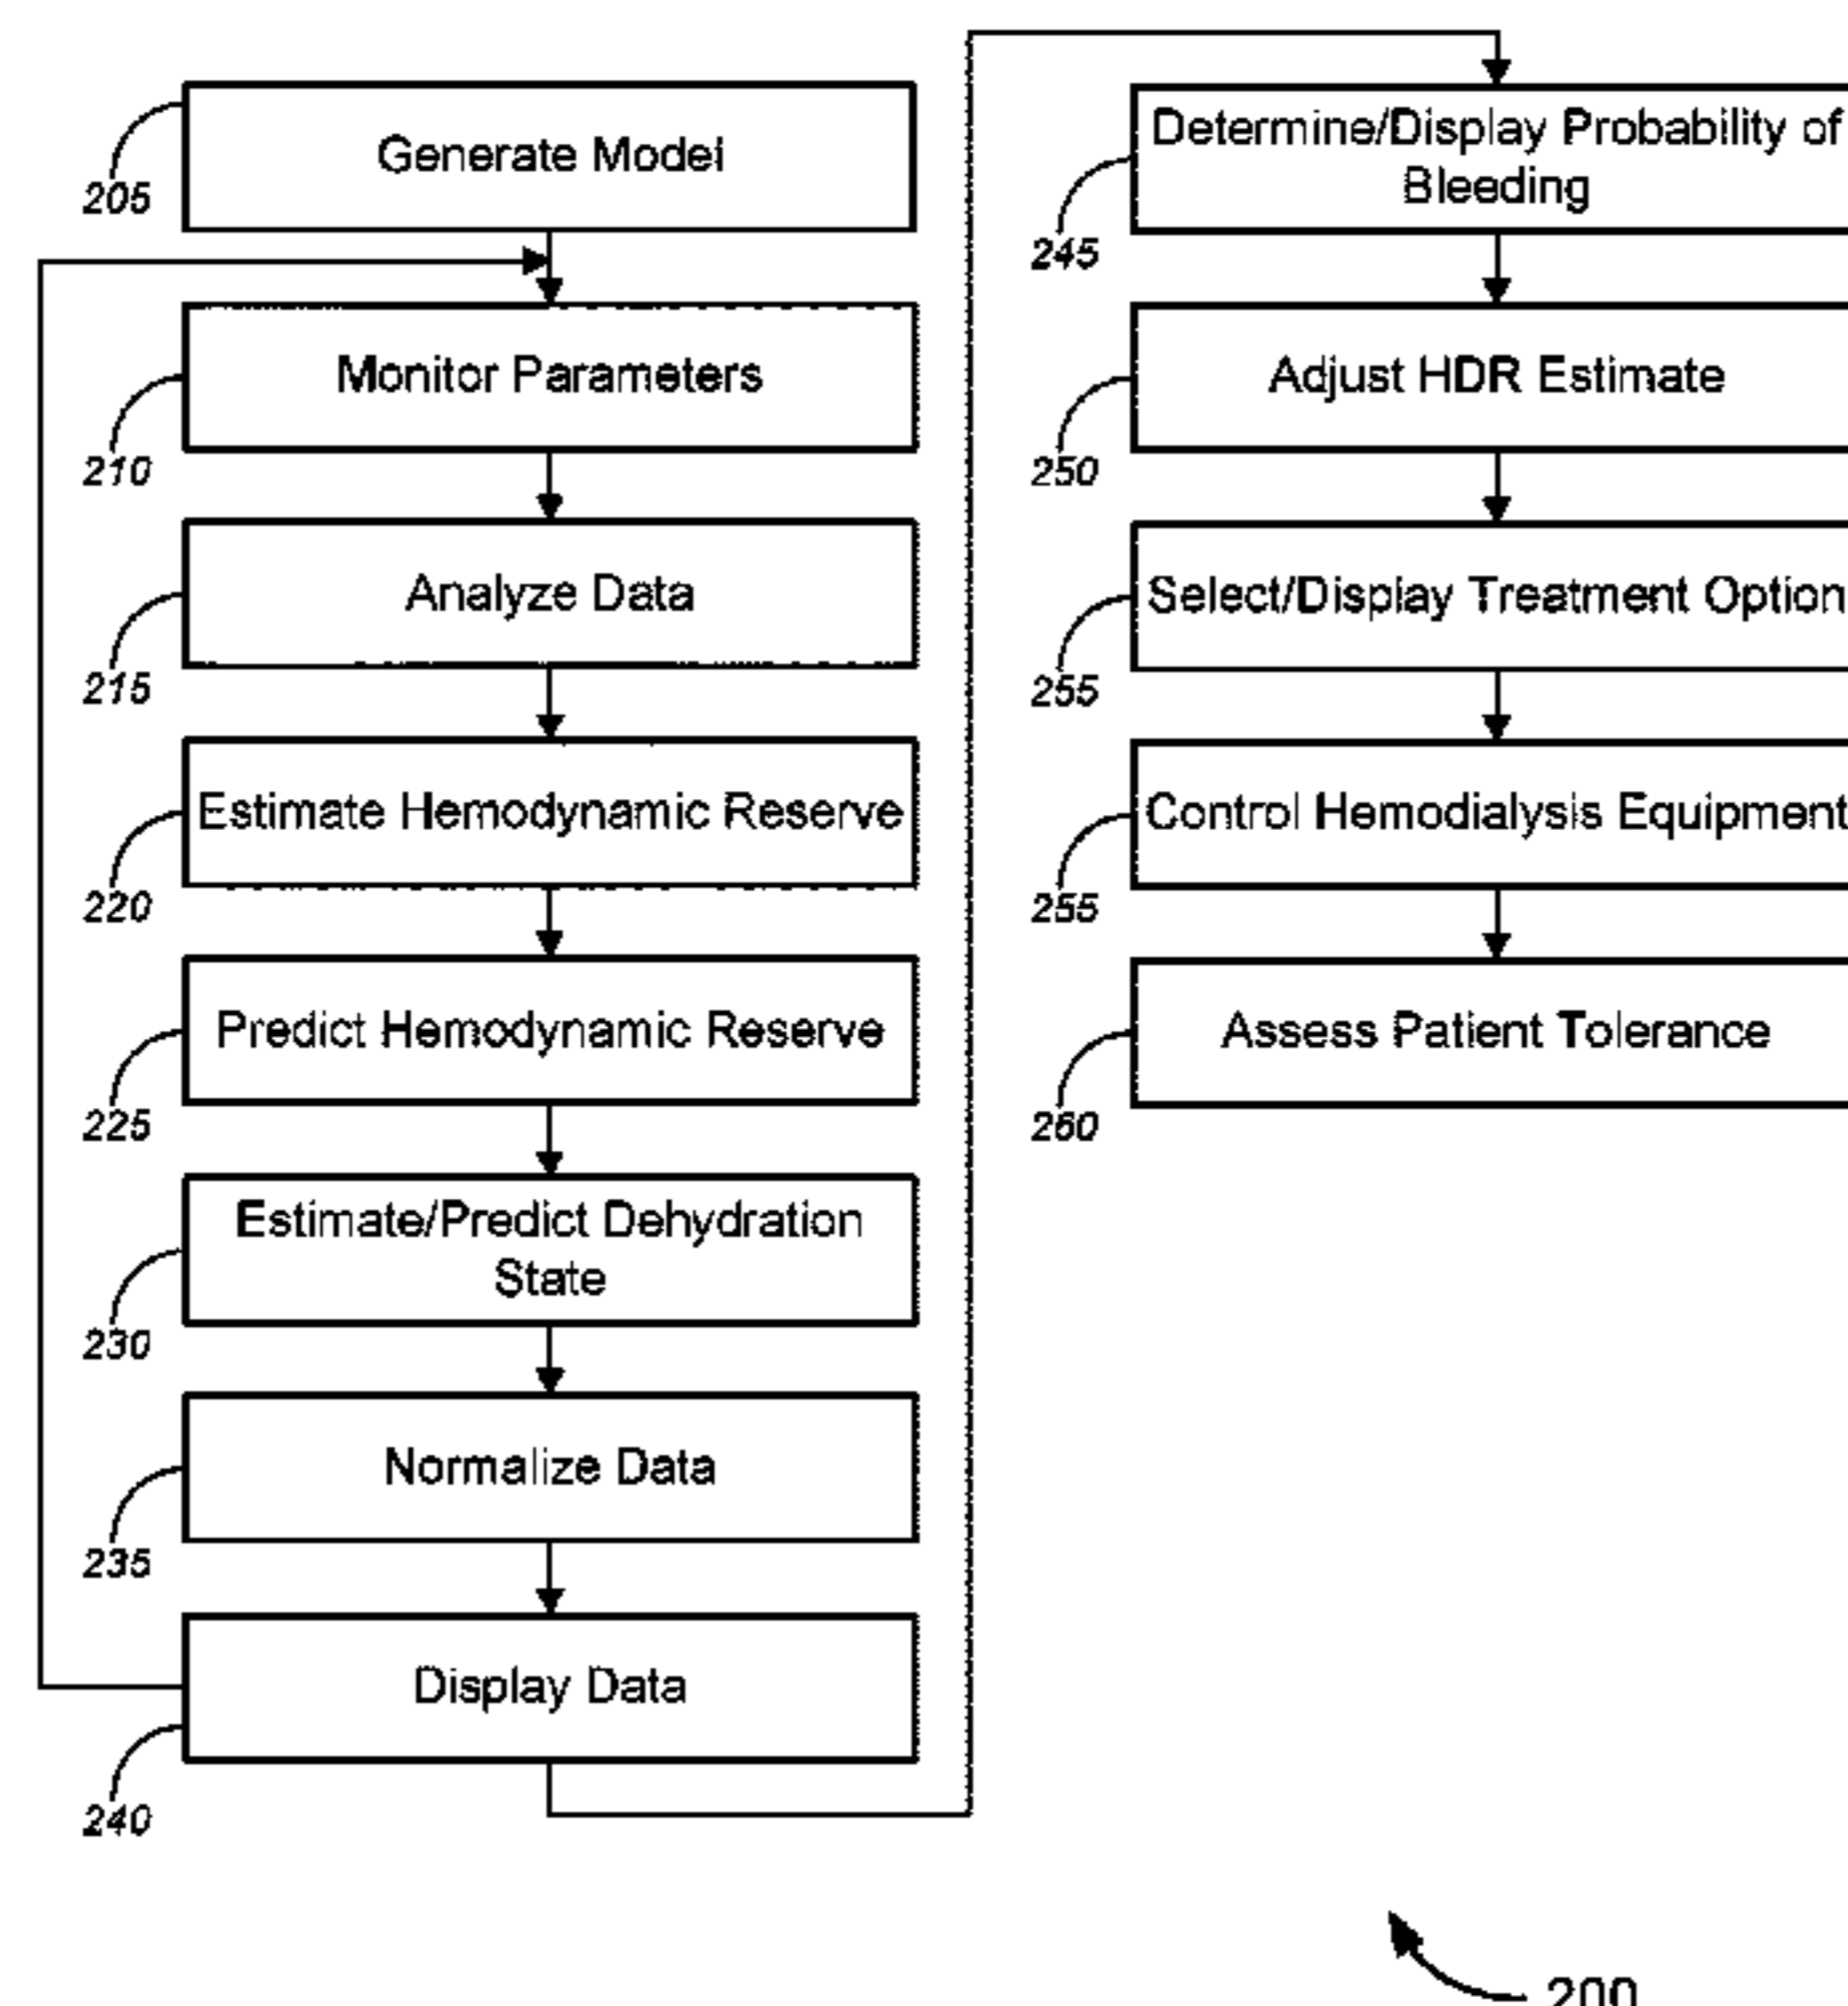 Generate Model
205
Monitor Parameters
210
Analyze Data
215
Estimate Hemodynamic Reserve
220
Predict Hemodynamic Reserve
225
Estimate/Predict Dehydration
State
230
Normalize Data
235
Display Data
240
Determine/Display Probability of
Bleeding
245
Adjust HDR Estimate
250
Select/Display Treatment Option
255
Control Hemodialysis Equipment
255
Assess Patient Tolerance
260
200